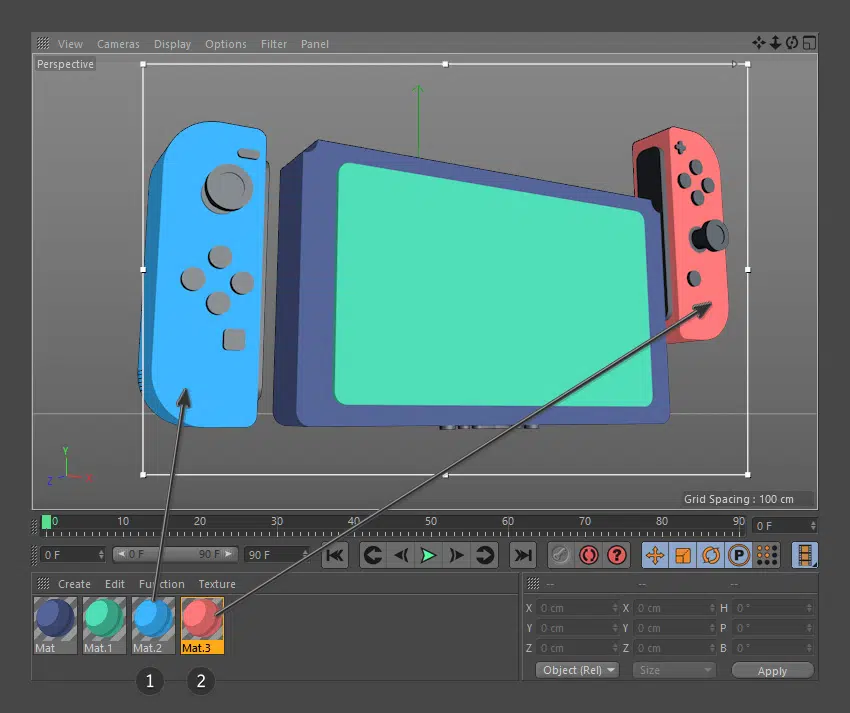 View Cameras Display Options Filter Panel
Perspective
Y
Z X
Grid Spacing : 100 cm
0 10 20 30 40 50 60 70 80 90 0 F
0 F 0 F 90 F 90 F
Create Edit Function Texture
-- -- --
X 0 cm X 0 cm H 0 °
Y 0 cm Y 0 cm P 0 °
Z 0 cm Z 0 cm B 0 °
Mat Mat.1 Mat.2 Mat.3
Object (Rel) Size Apply
1 2